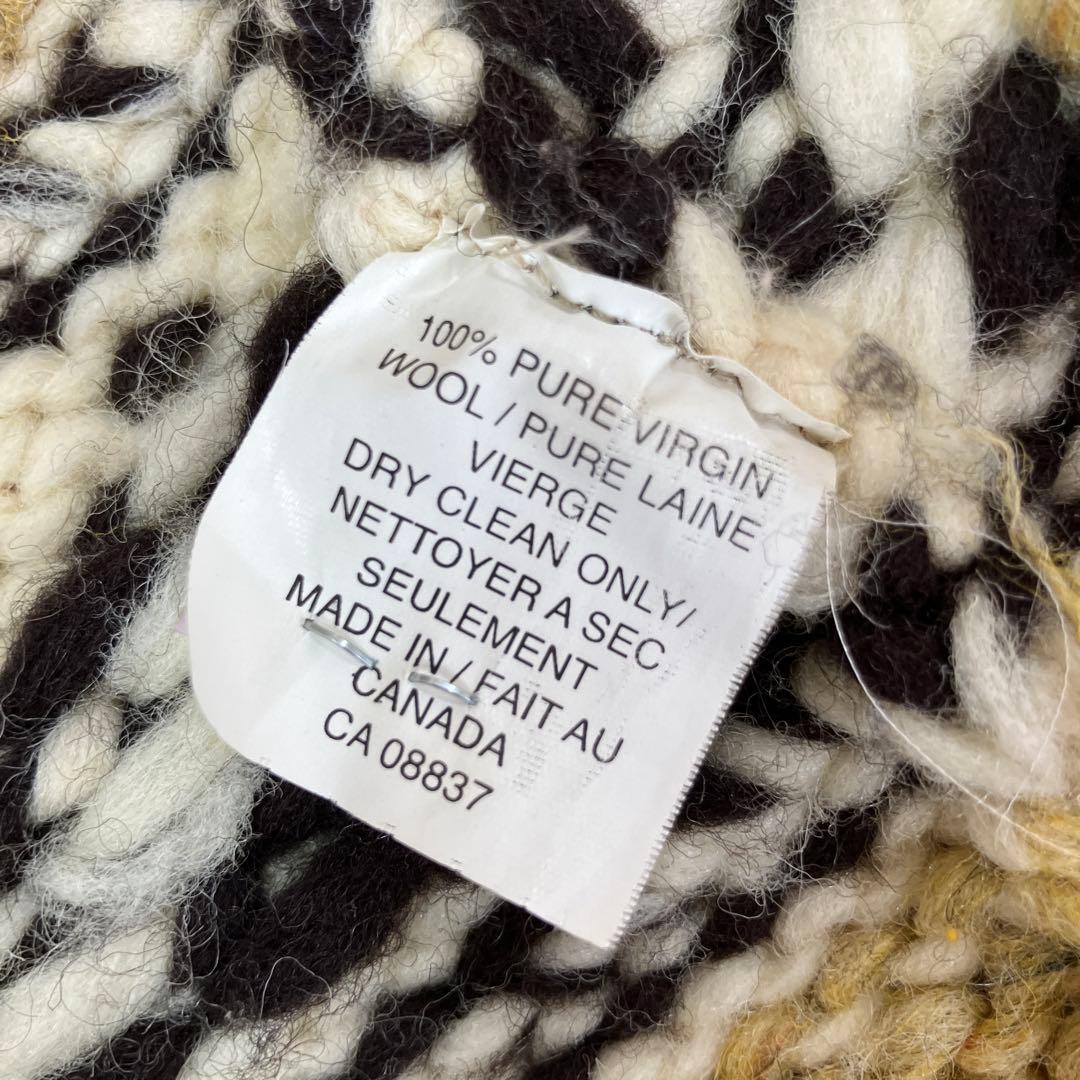 100% PURE VIRGIN
WOOL / PURE LAINE
VIERGE
DRY CLEAN ONLY/
NETTOYER A SEC
SEULEMENT
MADE IN / FAIT AU
CANADA
CA 08837